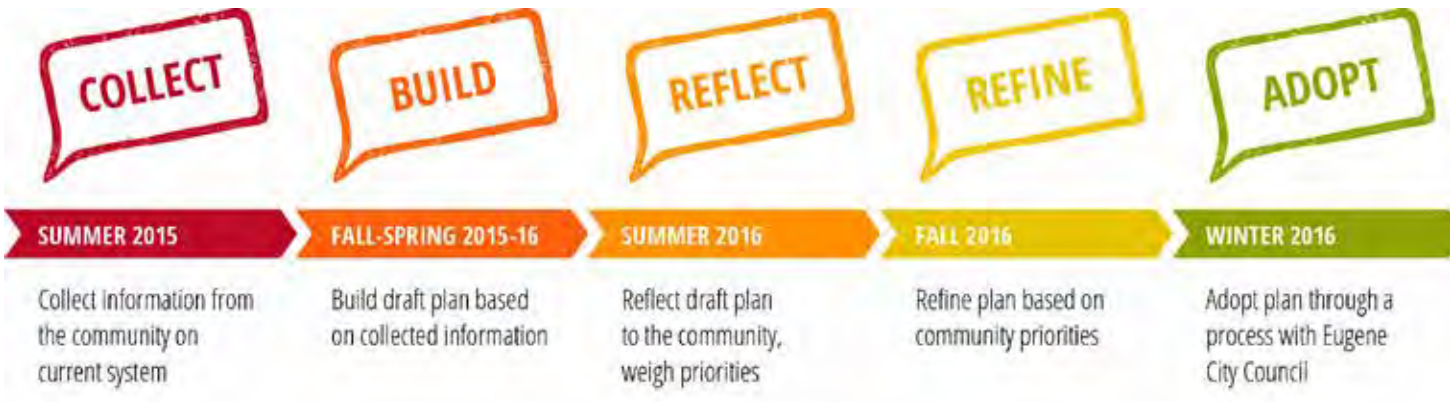 COLLECT
BUILD
REFLECT
REFINE
ADOPT
SUMMER 2015
FALL-SPRING 2015-16
SUMMER 2016
FALL 2016
WINTER 2016
Collect information from
the community on
current system
Build draft plan based
on collected information
Reflect draft plan
to the community,
weigh priorities
Refine plan based on
community priorities
Adopt plan through a
process with Eugene
City Council